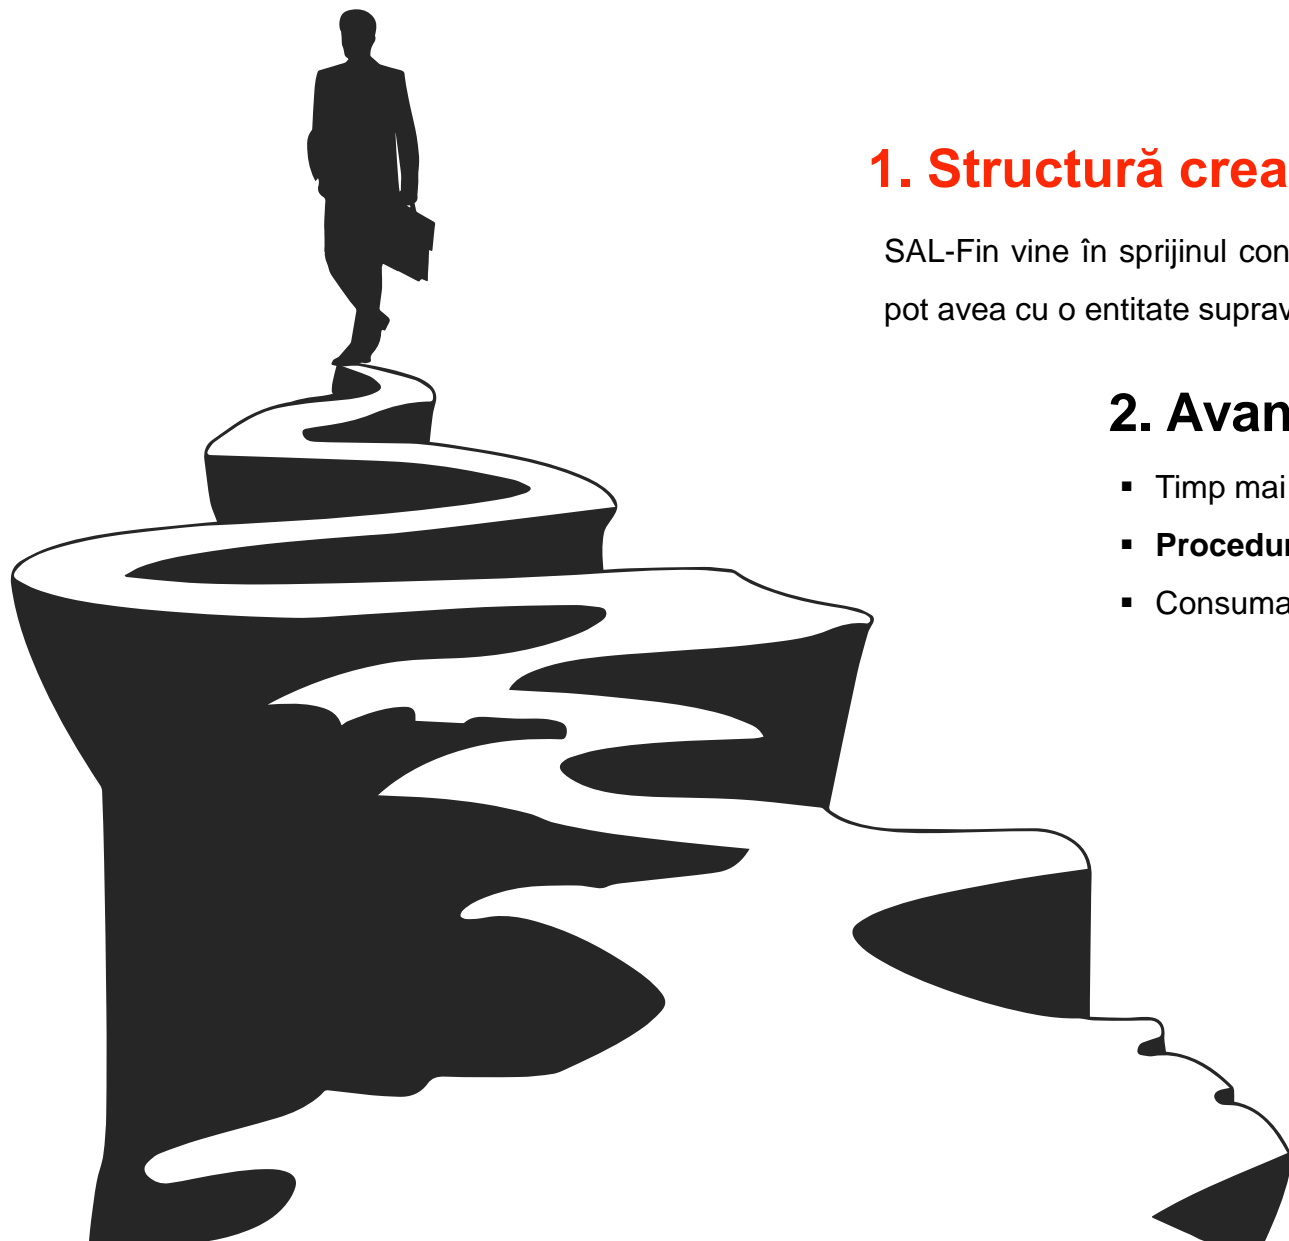 1. Structură crea
SAL-Fin vine în sprijinul con
pot avea cu o entitate suprav
2. Avan
▪ Timp mai
▪ Procedur
▪ Consuma